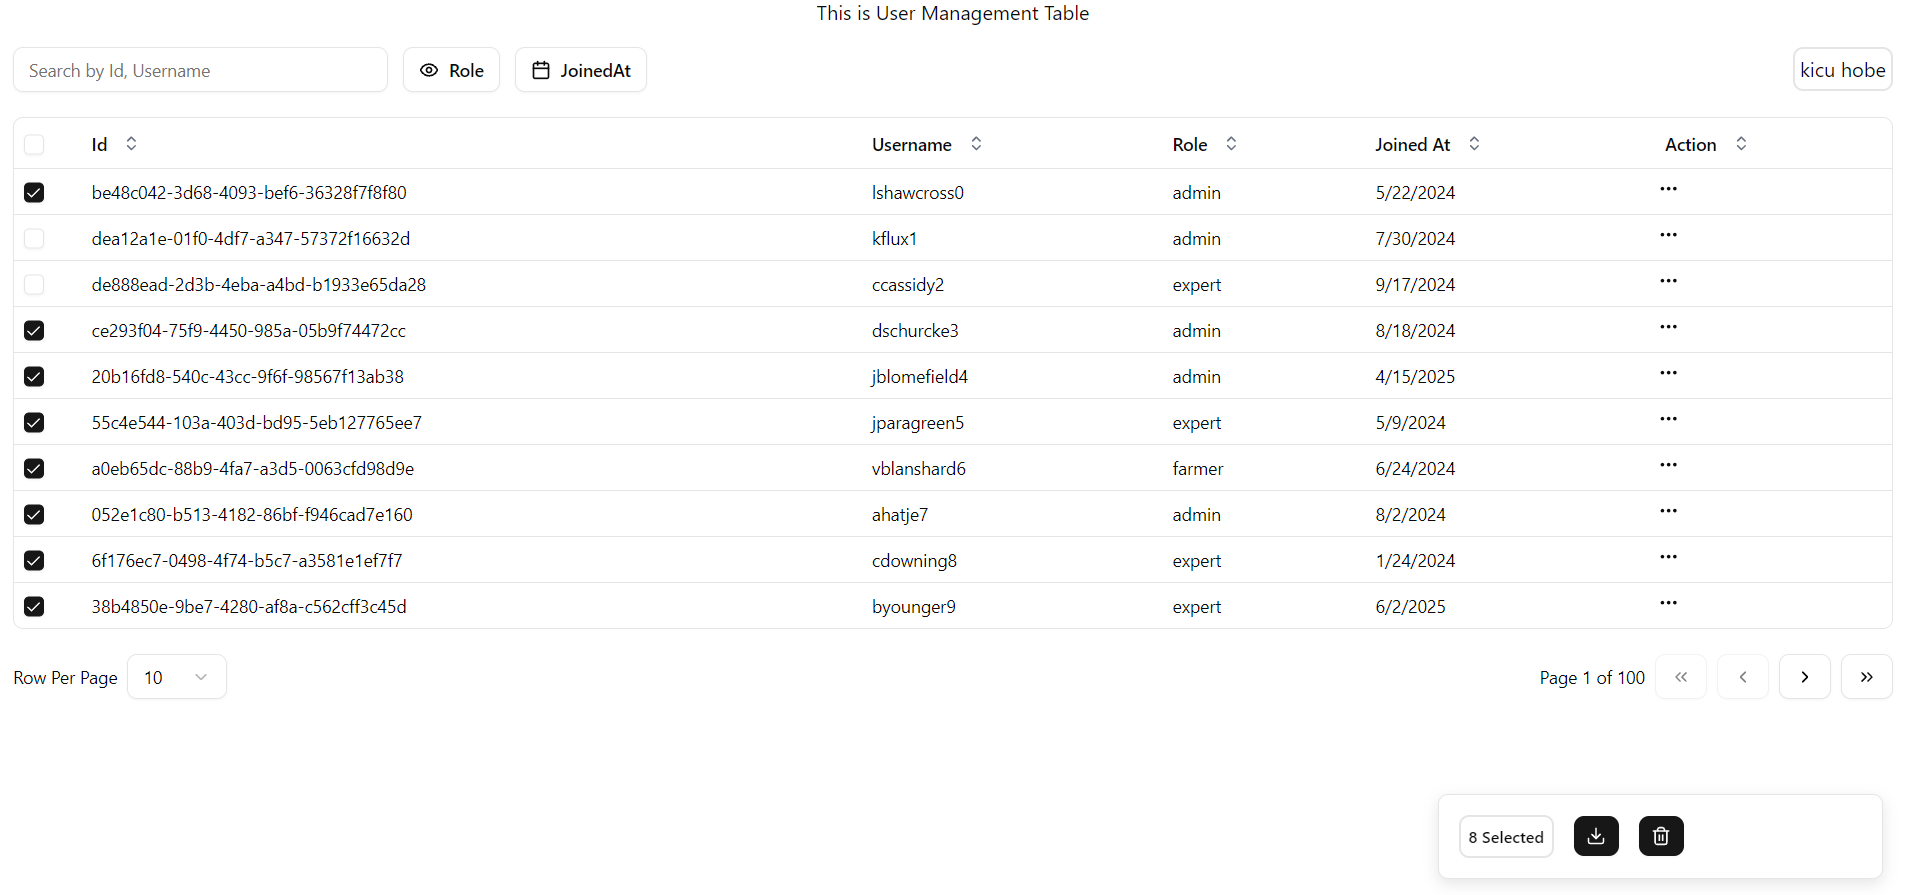 This is User Management Table
Search by Id, Username Role JoinedAt kicu hobe
Id Username Role Joined At Action
be48c042-3d68-4093-bef6-36328f7f8f80 lshawcross0 admin 5/22/2024
dea12a1e-01f0-4df7-a347-57372f16632d kflux1 admin 7/30/2024
de888ead-2d3b-4eba-a4bd-b1933e65da28 ccassidy2 expert 9/17/2024
ce293f04-75f9-4450-985a-05b9f74472cc dschurcke3 admin 8/18/2024
20b16fd8-540c-43cc-9f6f-98567f13ab38 jblomefield4 admin 4/15/2025
55c4e544-103a-403d-bd95-5eb127765ee7 jparagreen5 expert 5/9/2024
a0eb65dc-88b9-4fa7-a3d5-0063cfd98d9e vblanshard6 farmer 6/24/2024
052e1c80-b513-4182-86bf-f946cad7e160 ahatje7 admin 8/2/2024
6f176ec7-0498-4f74-b5c7-a3581e1ef7f7 cdowning8 expert 1/24/2024
38b4850e-9be7-4280-af8a-c562cff3c45d byounger9 expert 6/2/2025
Row Per Page 10 Page 1 of 100
8 Selected